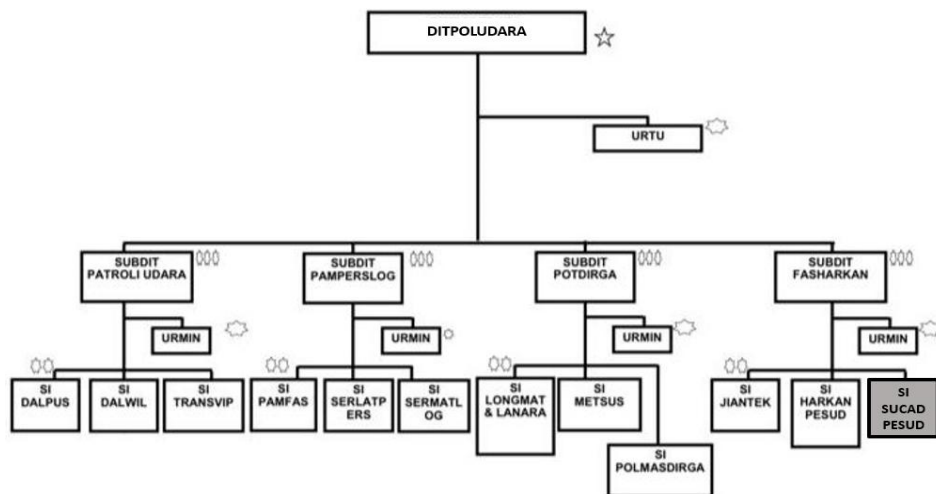 DITPOLUDARA
URTU
SUBDIT
PATROLI UDARA
SUBDIT
PAMPERSLOG
SUBDIT
POTDIRGA
SUBDIT
FASHARKAN
URMIN
URMIN
URMIN
URMIN
SI
DALPUS
SI
DALWIL
SI
TRANSVIP
SI
PAMFAS
SI
SERLATP
ERS
SI
SERMATL
OG
SI
LONGMAT
& LANARA
SI
METSUS
SI
JIANTEK
SI
HARKAN
PESUD
SI
SUCAD
PESUD
SI
POLMASDIRGA